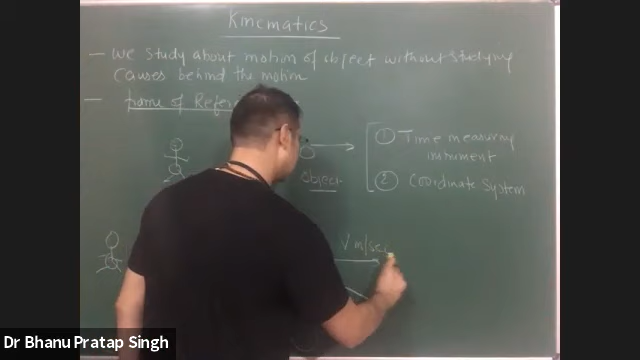 Kinematics
— We study about motion of object without studying
causes behind the motion
— frame of Refer
① Time measuring
instrument
object
② Coordinate System
V m/sec
Dr Bhanu Pratap Singh